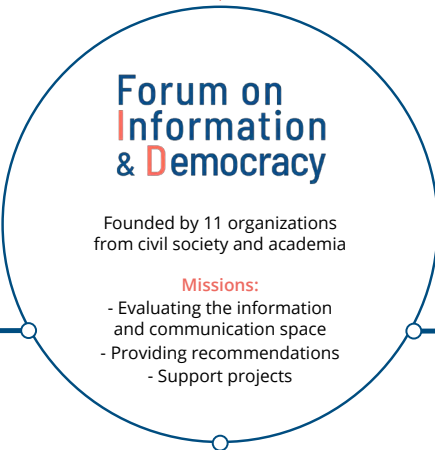 Forum on
Information
& Democracy
Founded by 11 organizations
from civil society and academia
Missions:
- Evaluating the information
and communication space
- Providing recommendations
- Support projects